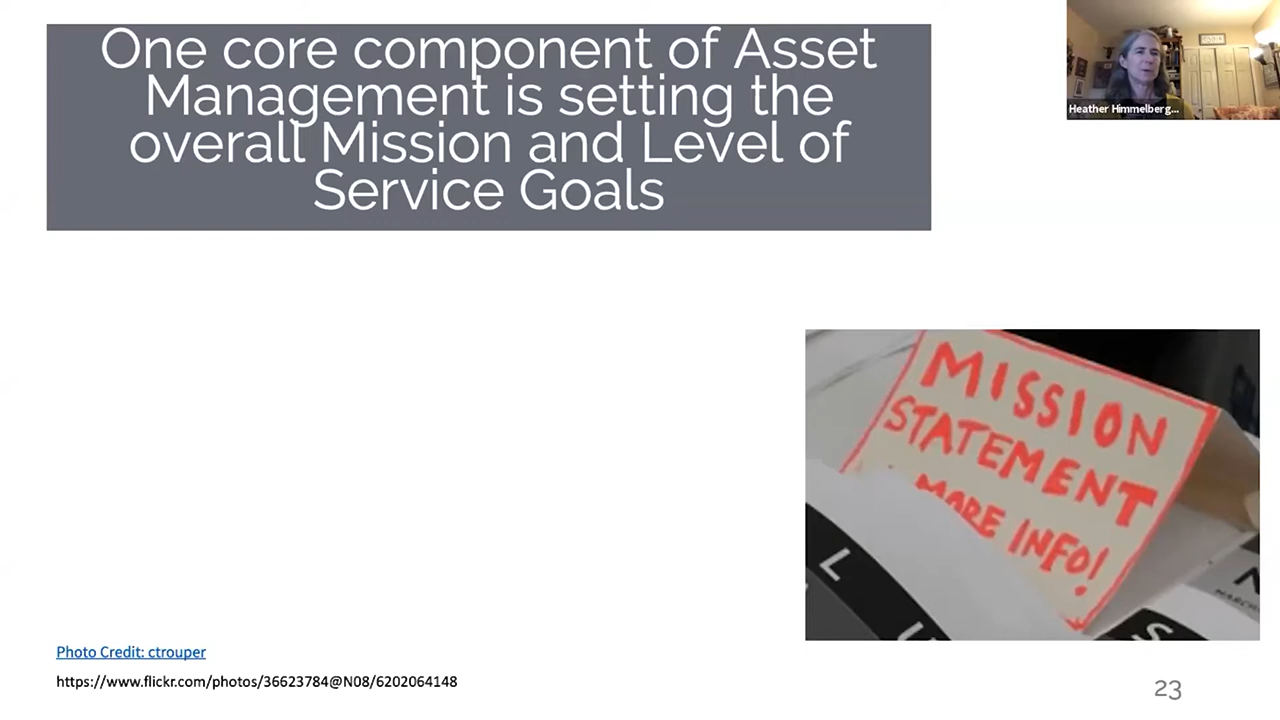 One core component of Asset
Management is setting the
overall Mission and Level of
Service Goals
Heather Himmelberg...
MISSION
STATEMENT
MORE INFO!
L
U
S
N
Photo Credit: ctrouper
https://www.flickr.com/photos/36623784@N08/6202064148
23